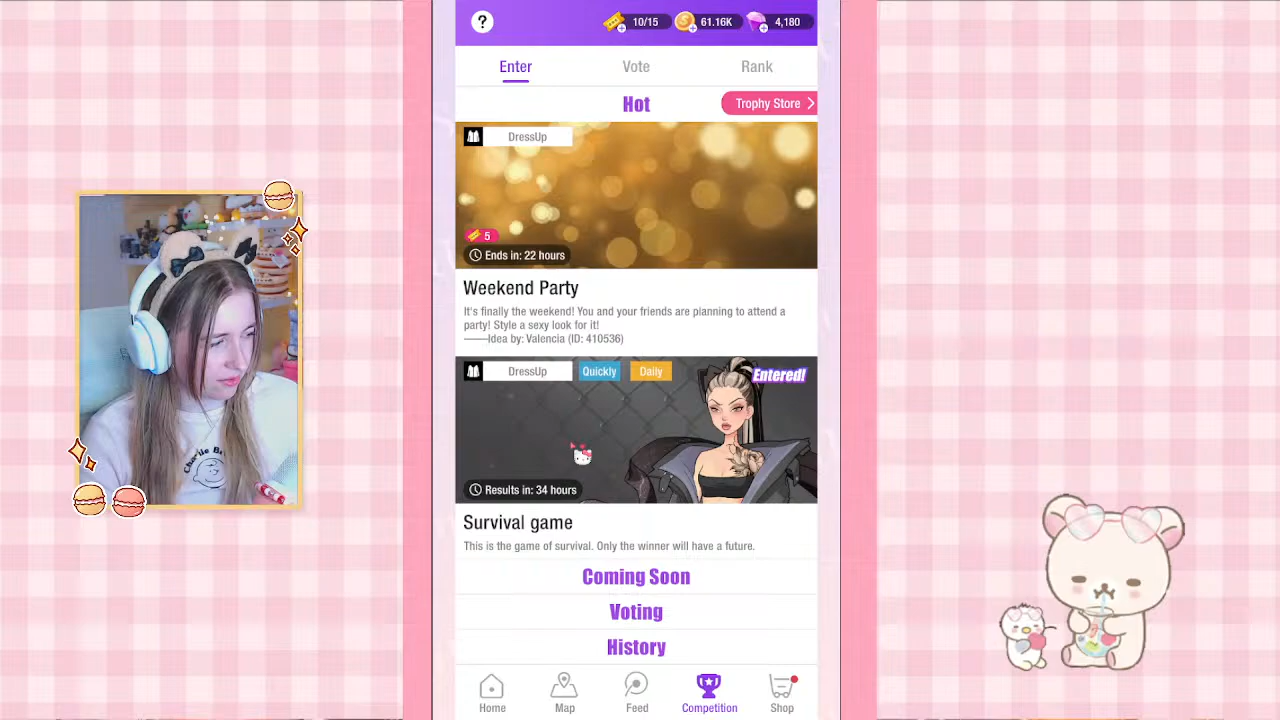 ?
10/15
61.16K
4,180
Enter
Vote
Rank
Hot
Trophy Store
DressUp
5
Ends in: 22 hours
Weekend Party
It's finally the weekend! You and your friends are planning to attend a
party! Style a sexy look for it!
——Idea by: Valencia (ID: 410536)
DressUp
Quickly
Daily
Entered!
Results in: 34 hours
Survival game
This is the game of survival. Only the winner will have a future.
Coming Soon
Voting
History
Home
Map
Feed
Competition
Shop
Charlie